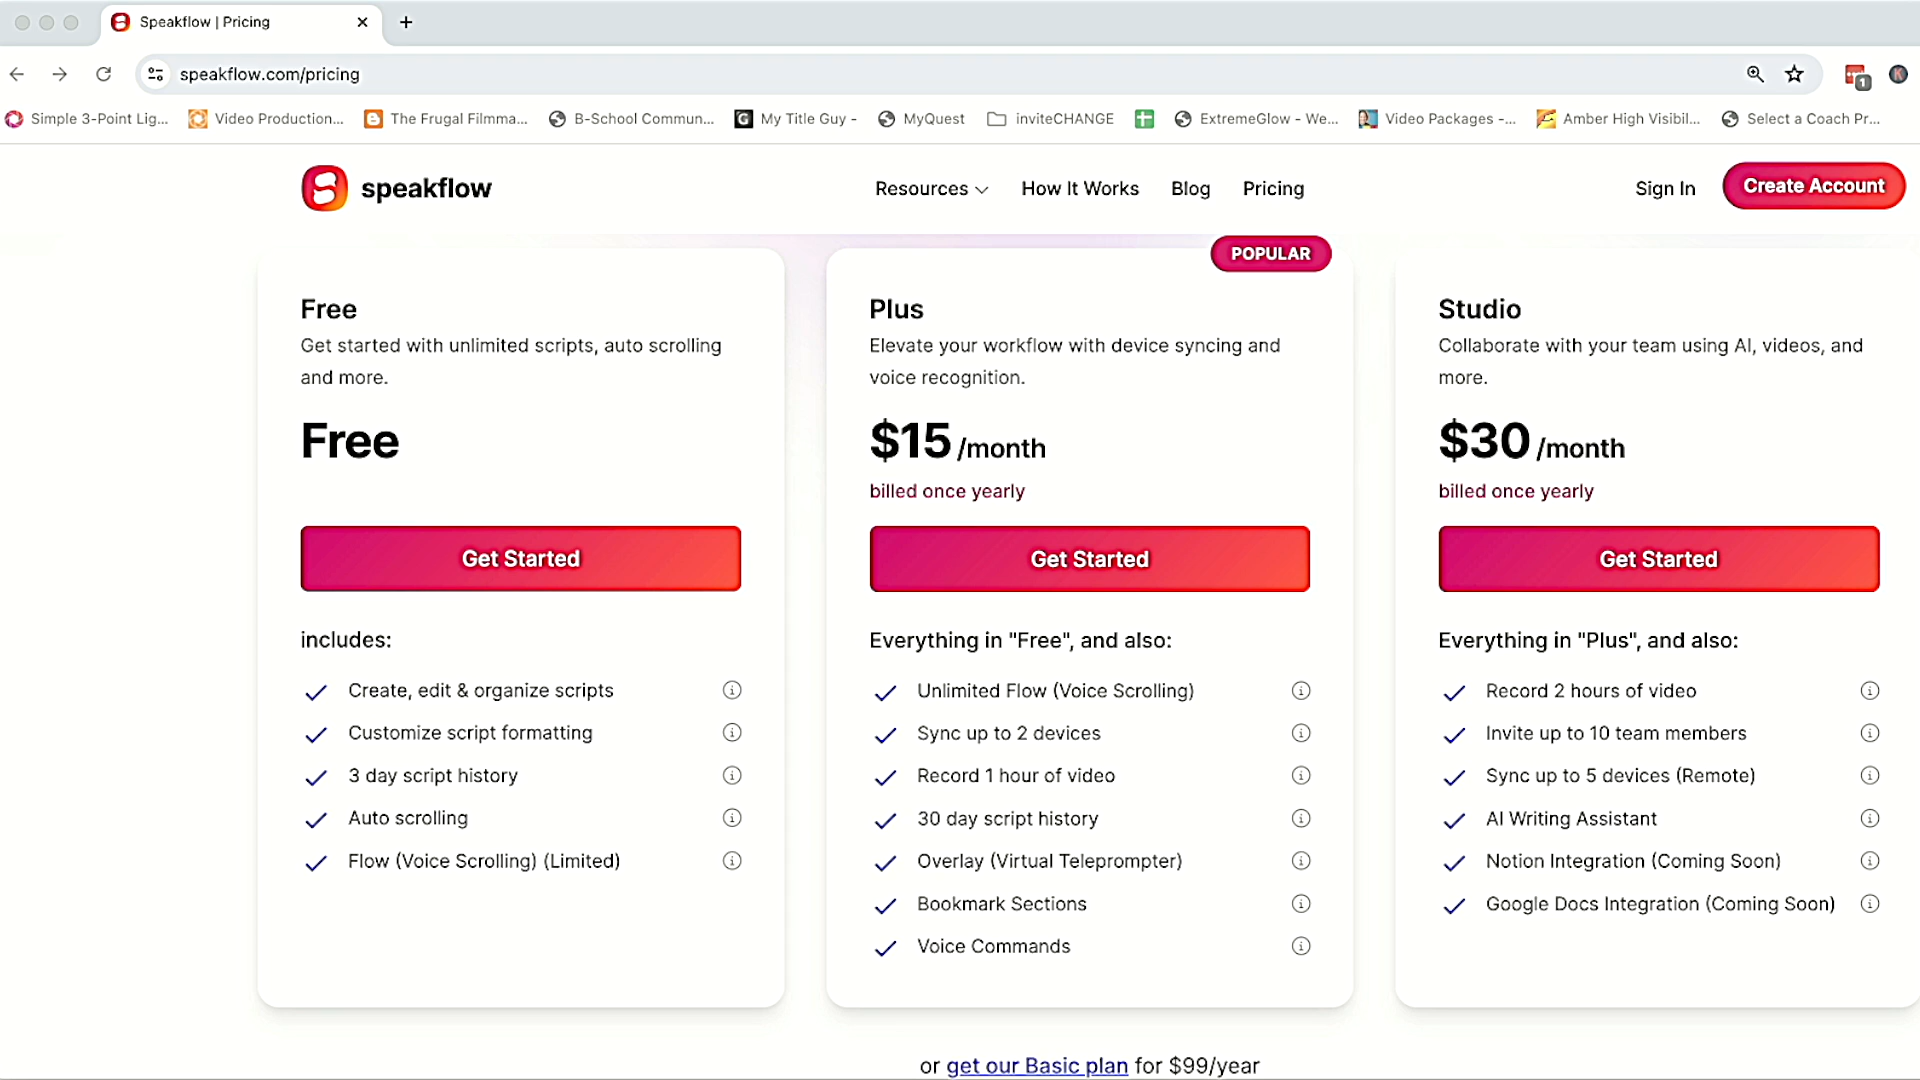 Speakflow | Pricing
speakflow.com/pricing
1
K
Simple 3-Point Lig...
Video Production...
The Frugal Filmma...
B-School Commun...
My Title Guy -
MyQuest
inviteCHANGE
ExtremeGlow - We...
Video Packages -...
Amber High Visibil...
Select a Coach Pr...
speakflow
Resources
How It Works
Blog
Pricing
Sign In
Create Account
Free
Get started with unlimited scripts, auto scrolling
and more.
Free
Get Started
includes:
Create, edit & organize scripts
Customize script formatting
3 day script history
Auto scrolling
Flow (Voice Scrolling) (Limited)
POPULAR
Plus
Elevate your workflow with device syncing and
voice recognition.
$15 /month
billed once yearly
Get Started
Everything in "Free", and also:
Unlimited Flow (Voice Scrolling)
Sync up to 2 devices
Record 1 hour of video
30 day script history
Overlay (Virtual Teleprompter)
Bookmark Sections
Voice Commands
Studio
Collaborate with your team using AI, videos, and
more.
$30 /month
billed once yearly
Get Started
Everything in "Plus", and also:
Record 2 hours of video
Invite up to 10 team members
Sync up to 5 devices (Remote)
AI Writing Assistant
Notion Integration (Coming Soon)
Google Docs Integration (Coming Soon)
or get our Basic plan for $99/year